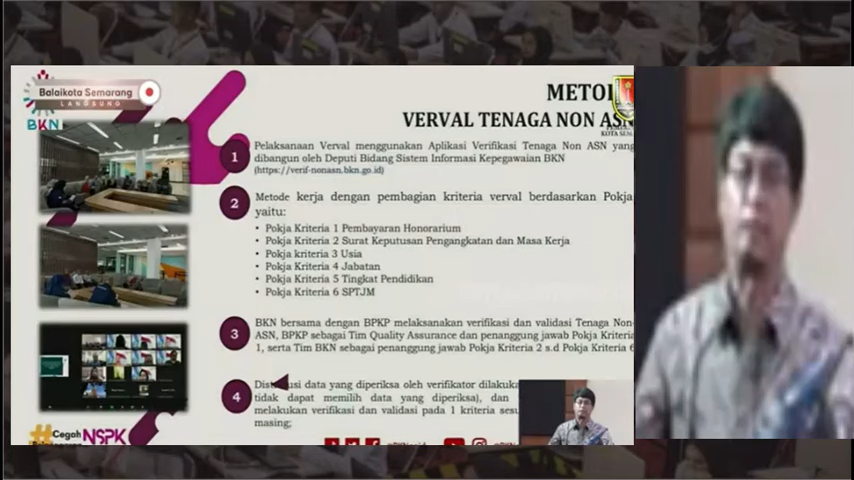 Balaikota Semarang
LANGSUNG
BKN
METOD
VERVAL TENAGA NON ASN
KOTA SEM
1
Pelaksanaan Verval menggunakan Aplikasi Verifikasi Tenaga Non ASN yang
dibangun oleh Deputi Bidang Sistem Informasi Kepegawaian BKN
(https://verif-nonasn.bkn.go.id)
2
Metode kerja dengan pembagian kriteria verval berdasarkan Pokja
yaitu:
• Pokja Kriteria 1 Pembayaran Honorarium
• Pokja Kriteria 2 Surat Keputusan Pengangkatan dan Masa Kerja
• Pokja kriteria 3 Usia
• Pokja Kriteria 4 Jabatan
• Pokja Kriteria 5 Tingkat Pendidikan
• Pokja Kriteria 6 SPTJM
3
BKN bersama dengan BPKP melaksanakan verifikasi dan validasi Tenaga Non-
ASN, BPKP sebagai Tim Quality Assurance dan penanggung jawab Pokja Kriteria
1, serta Tim BKN sebagai penanggung jawab Pokja Kriteria 2 s.d Pokja Kriteria 6
4
data yang diperiksa oleh verifikator dilakuka
tidak dapat memilih data yang diperiksa), dan
melakukan verifikasi dan validasi pada 1 kriteria sesu
masing;
#Cegah
NSPK